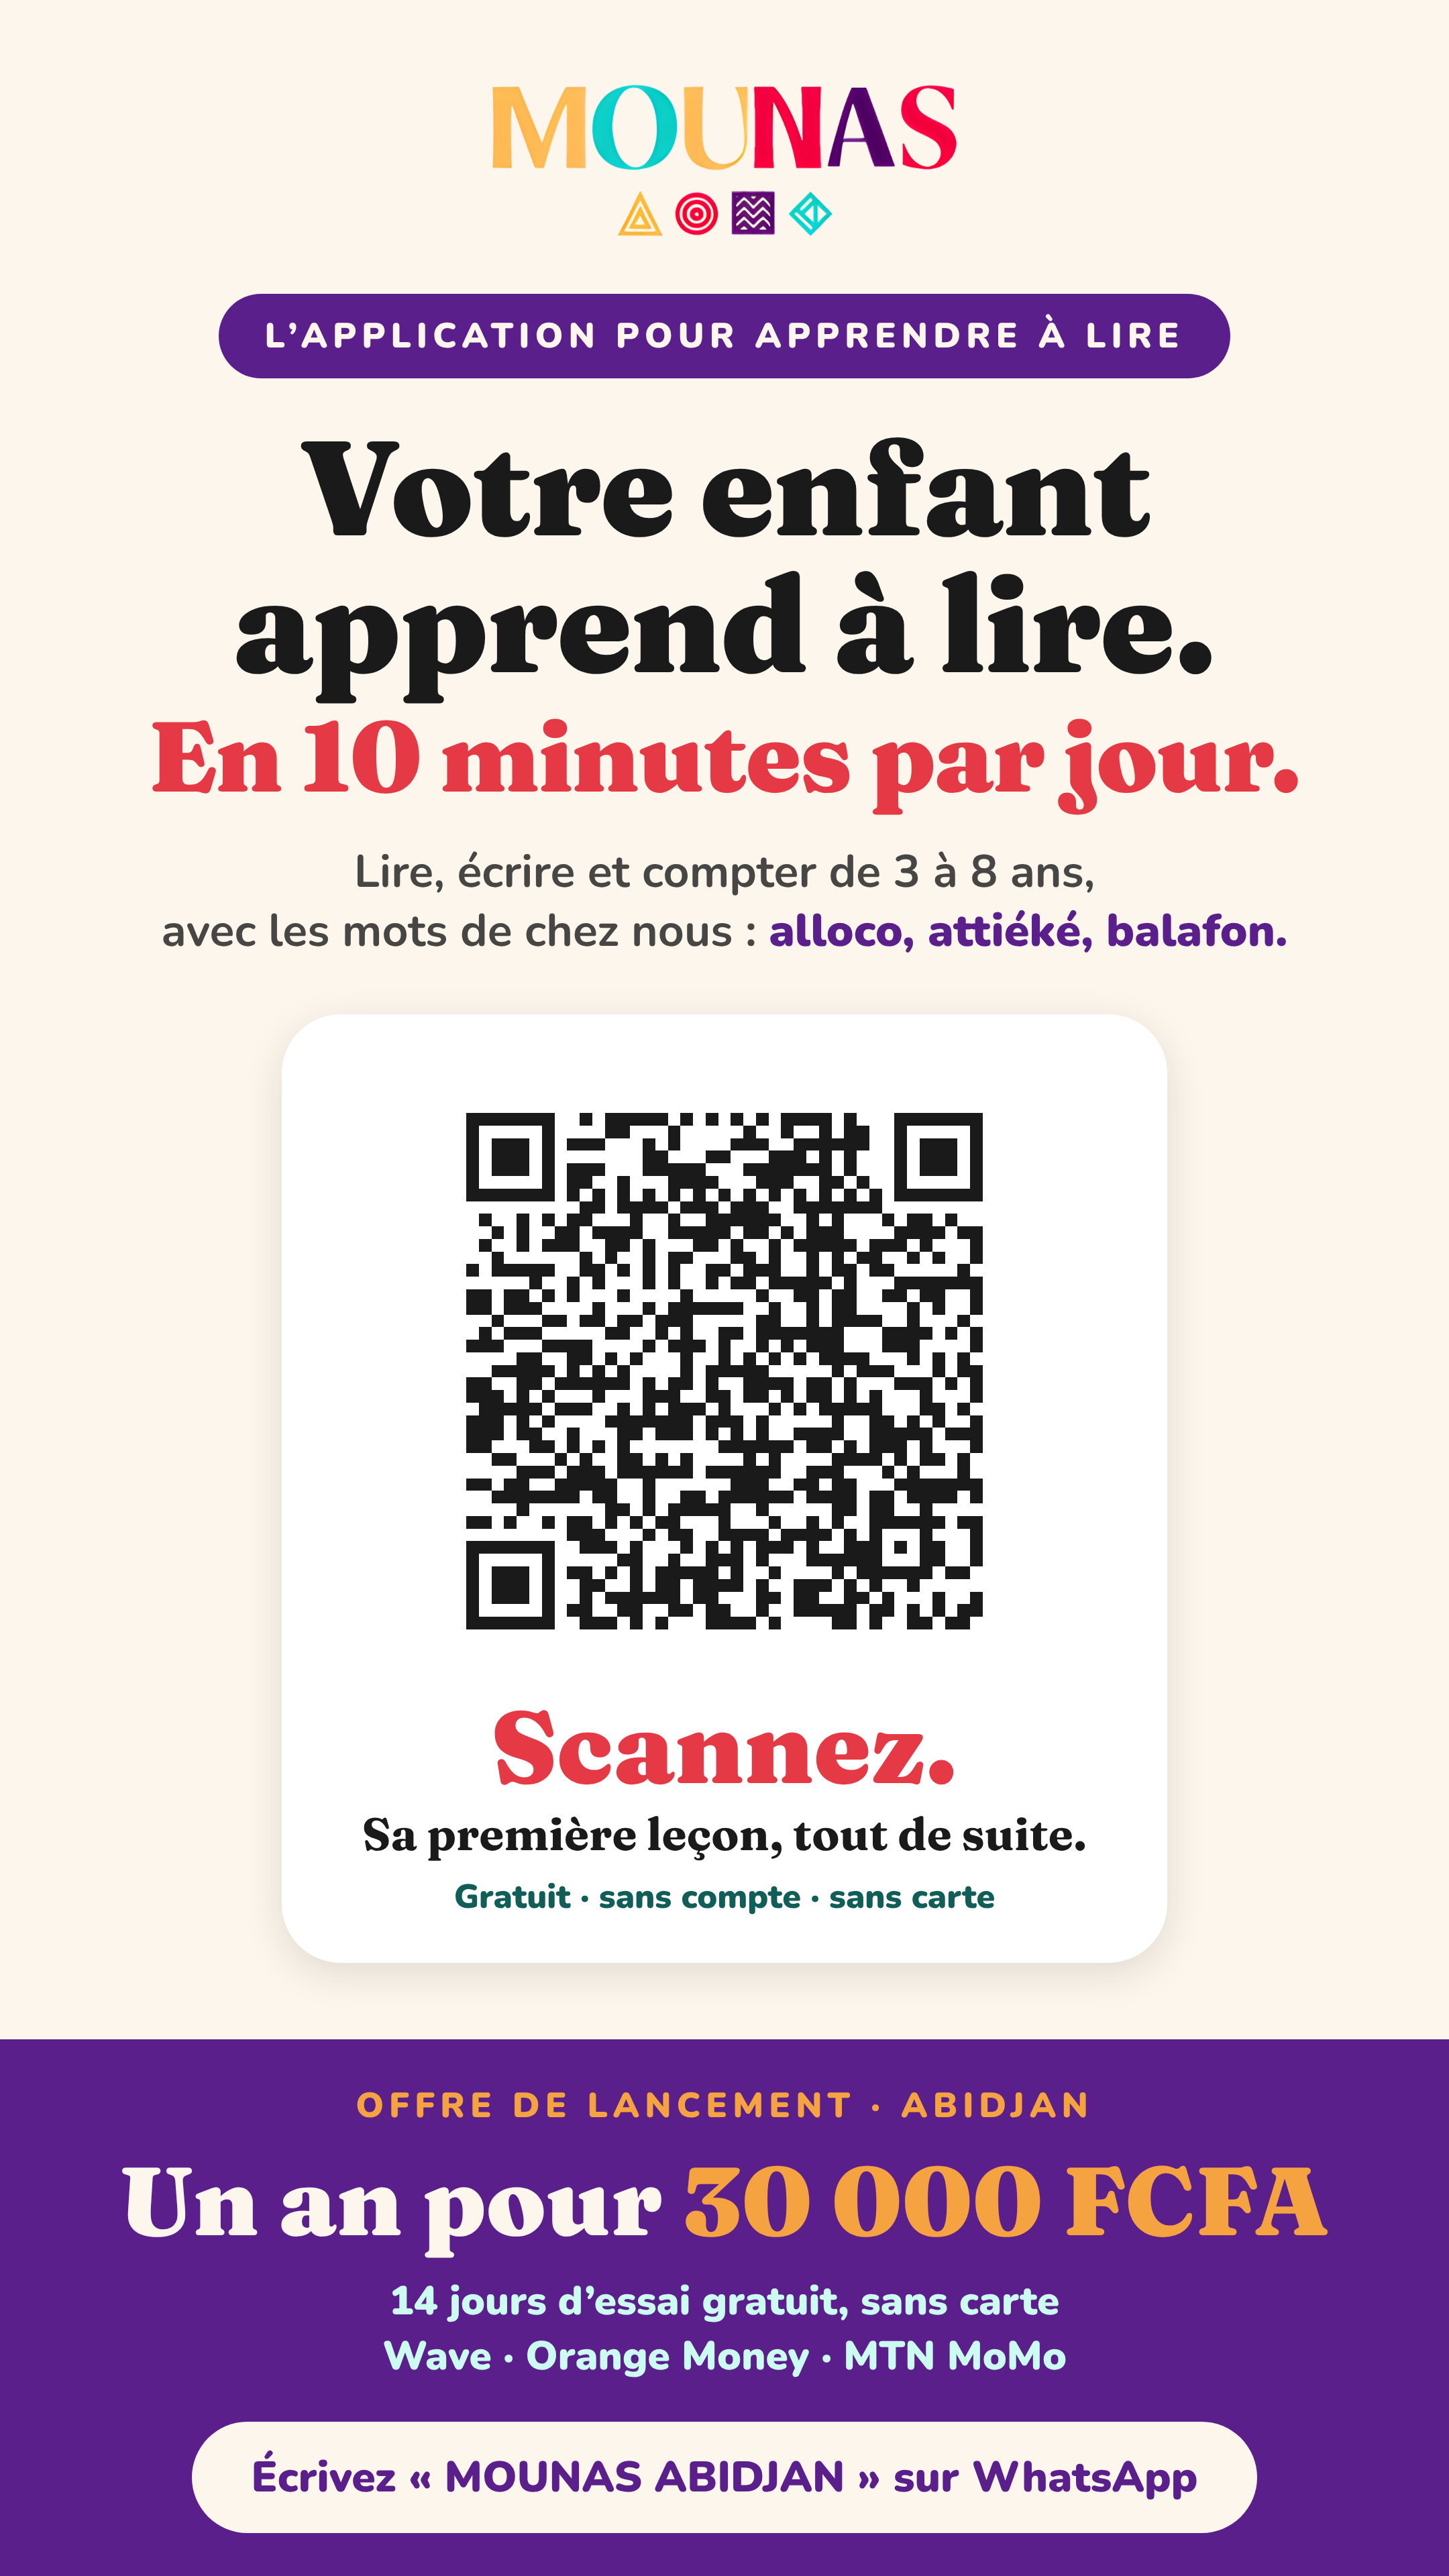 MOUNAS
L’APPLICATION POUR APPRENDRE À LIRE
Votre enfant
apprend à lire.
En 10 minutes par jour.
Lire, écrire et compter de 3 à 8 ans,
avec les mots de chez nous : alloco, attiéké, balafon.
Scannez.
Sa première leçon, tout de suite.
Gratuit · sans compte · sans carte
OFFRE DE LANCEMENT · ABIDJAN
Un an pour 30 000 FCFA
14 jours d’essai gratuit, sans carte
Wave · Orange Money · MTN MoMo
Écrivez « MOUNAS ABIDJAN » sur WhatsApp